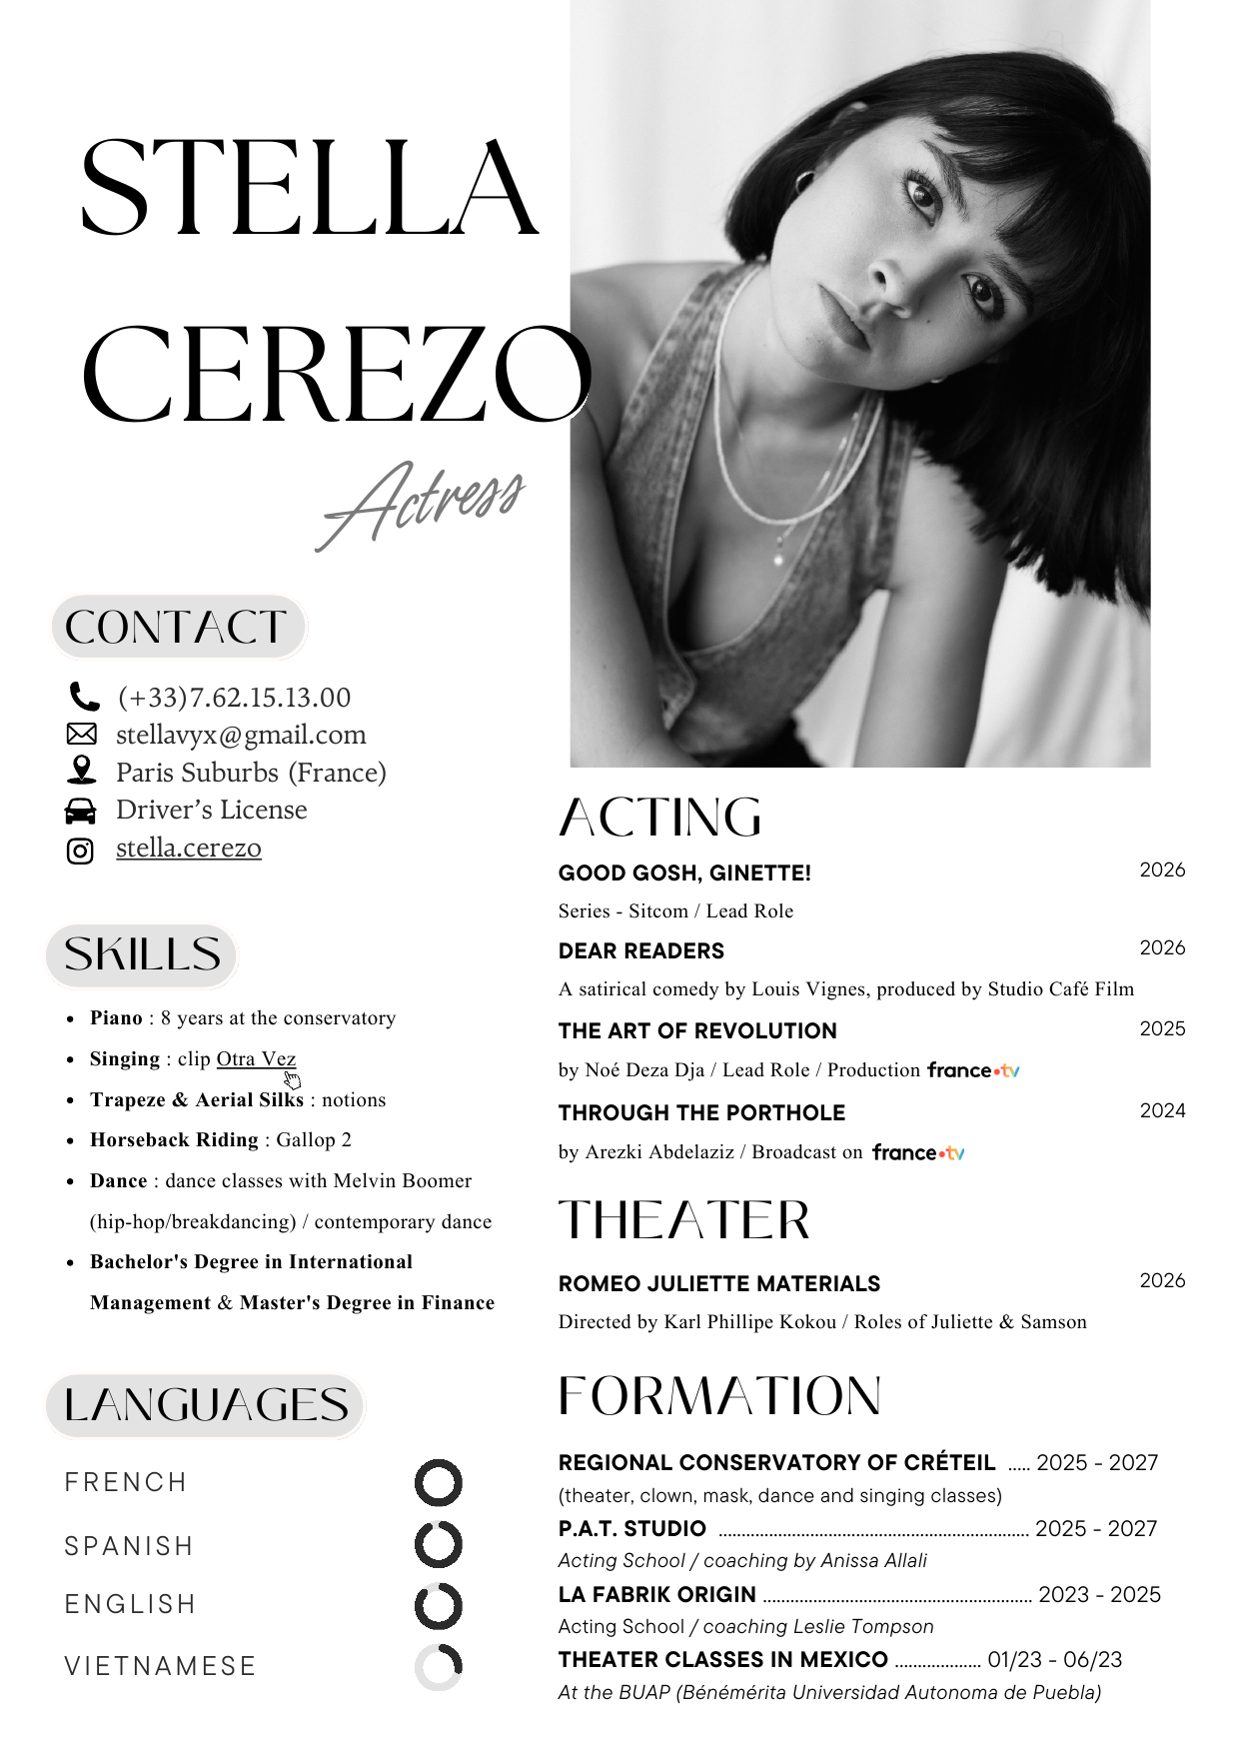 STELLA
CEREZO
Actress
CONTACT
(+33)7.62.15.13.00
stellavyx@gmail.com
Paris Suburbs (France)
Driver’s License
stella.cerezo
SKILLS
• Piano : 8 years at the conservatory
• Singing : clip Otra Vez
• Trapeze & Aerial Silks : notions
• Horseback Riding : Gallop 2
• Dance : dance classes with Melvin Boomer
(hip-hop/breakdancing) / contemporary dance
• Bachelor's Degree in International
Management & Master's Degree in Finance
LANGUAGES
FRENCH
SPANISH
ENGLISH
VIETNAMESE
ACTING
GOOD GOSH, GINETTE! 2026
Series - Sitcom / Lead Role
DEAR READERS 2026
A satirical comedy by Louis Vignes, produced by Studio Café Film
THE ART OF REVOLUTION 2025
by Noé Deza Dja / Lead Role / Production france•tv
THROUGH THE PORTHOLE 2024
by Arezki Abdelaziz / Broadcast on france•tv
THEATER
ROMEO JULIETTE MATERIALS 2026
Directed by Karl Phillipe Kokou / Roles of Juliette & Samson
FORMATION
REGIONAL CONSERVATORY OF CRÉTEIL ..... 2025 - 2027
(theater, clown, mask, dance and singing classes)
P.A.T. STUDIO ..... 2025 - 2027
Acting School / coaching by Anissa Allali
LA FABRIK ORIGIN ..... 2023 - 2025
Acting School / coaching Leslie Tompson
THEATER CLASSES IN MEXICO ..... 01/23 - 06/23
At the BUAP (Bénémérita Universidad Autonoma de Puebla)